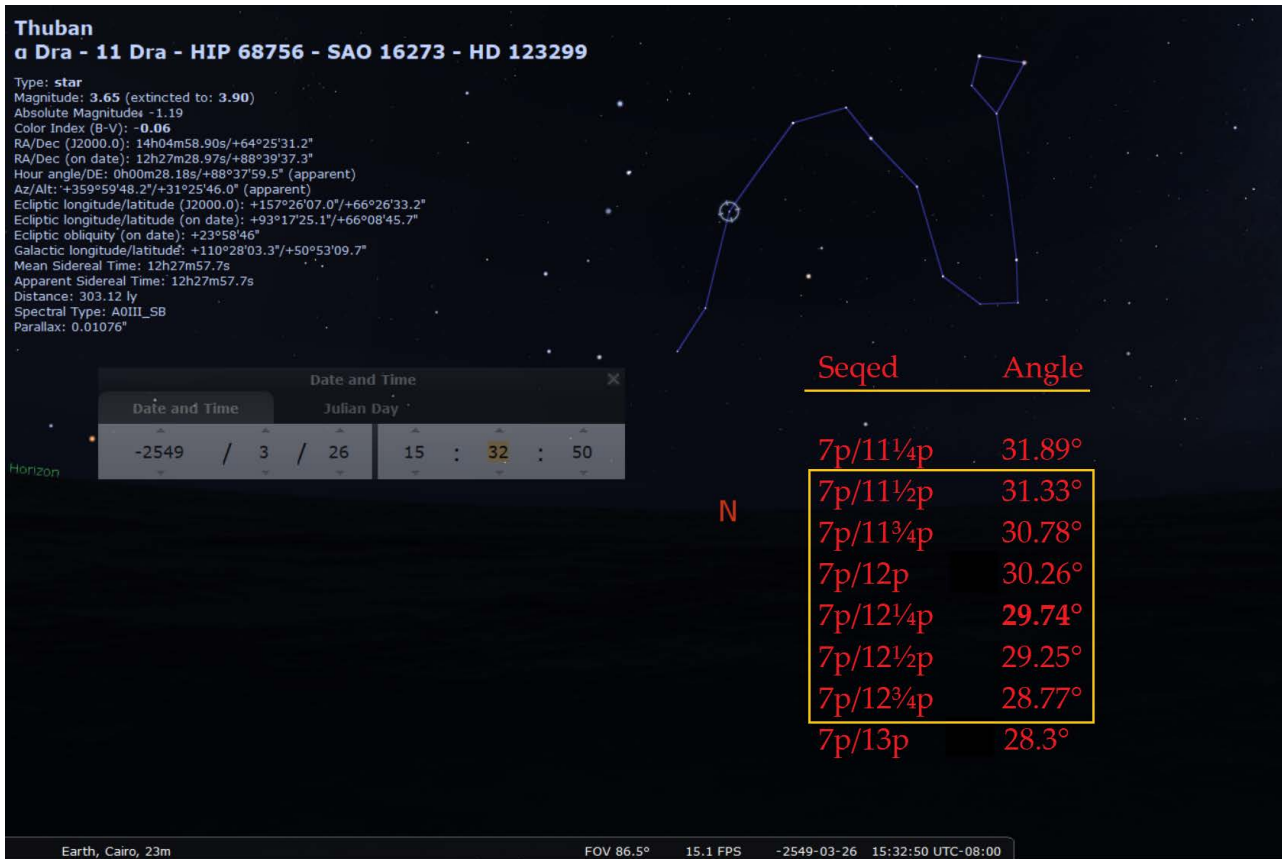 Thuban
α Dra - 11 Dra - HIP 68756 - SAO 16273 - HD 123299
Type: star
Magnitude: 3.65 (extincted to: 3.90)
Absolute Magnitude: -1.19
Color Index (B-V): -0.06
RA/Dec (J2000.0): 14h04m58.90s/+64°25'31.2"
RA/Dec (on date): 12h27m28.97s/+88°39'37.3"
Hour angle/DE: 0h00m28.18s/+88°37'59.5" (apparent)
Az/Alt: +359°59'48.2"/+31°25'46.0" (apparent)
Ecliptic longitude/latitude (J2000.0): +157°26'07.0"/+66°26'33.2"
Ecliptic longitude/latitude (on date): +93°17'25.1"/+66°08'45.7"
Ecliptic obliquity (on date): +23°58'46"
Galactic longitude/latitude: +110°28'03.3"/+50°53'09.7"
Mean Sidereal Time: 12h27m57.7s
Apparent Sidereal Time: 12h27m57.7s
Distance: 303.12 ly
Spectral Type: A0III_SB
Parallax: 0.01076"
Date and Time
Date and Time Julian Day
-2549 / 3 / 26 15 : 32 : 50
Horizon
N
Seqed Angle
7p/11¼p 31.89°
7p/11½p 31.33°
7p/11¾p 30.78°
7p/12p 30.26°
7p/12¼p 29.74°
7p/12½p 29.25°
7p/12¾p 28.77°
7p/13p 28.3°
Earth, Cairo, 23m FOV 86.5° 15.1 FPS -2549-03-26 15:32:50 UTC-08:00